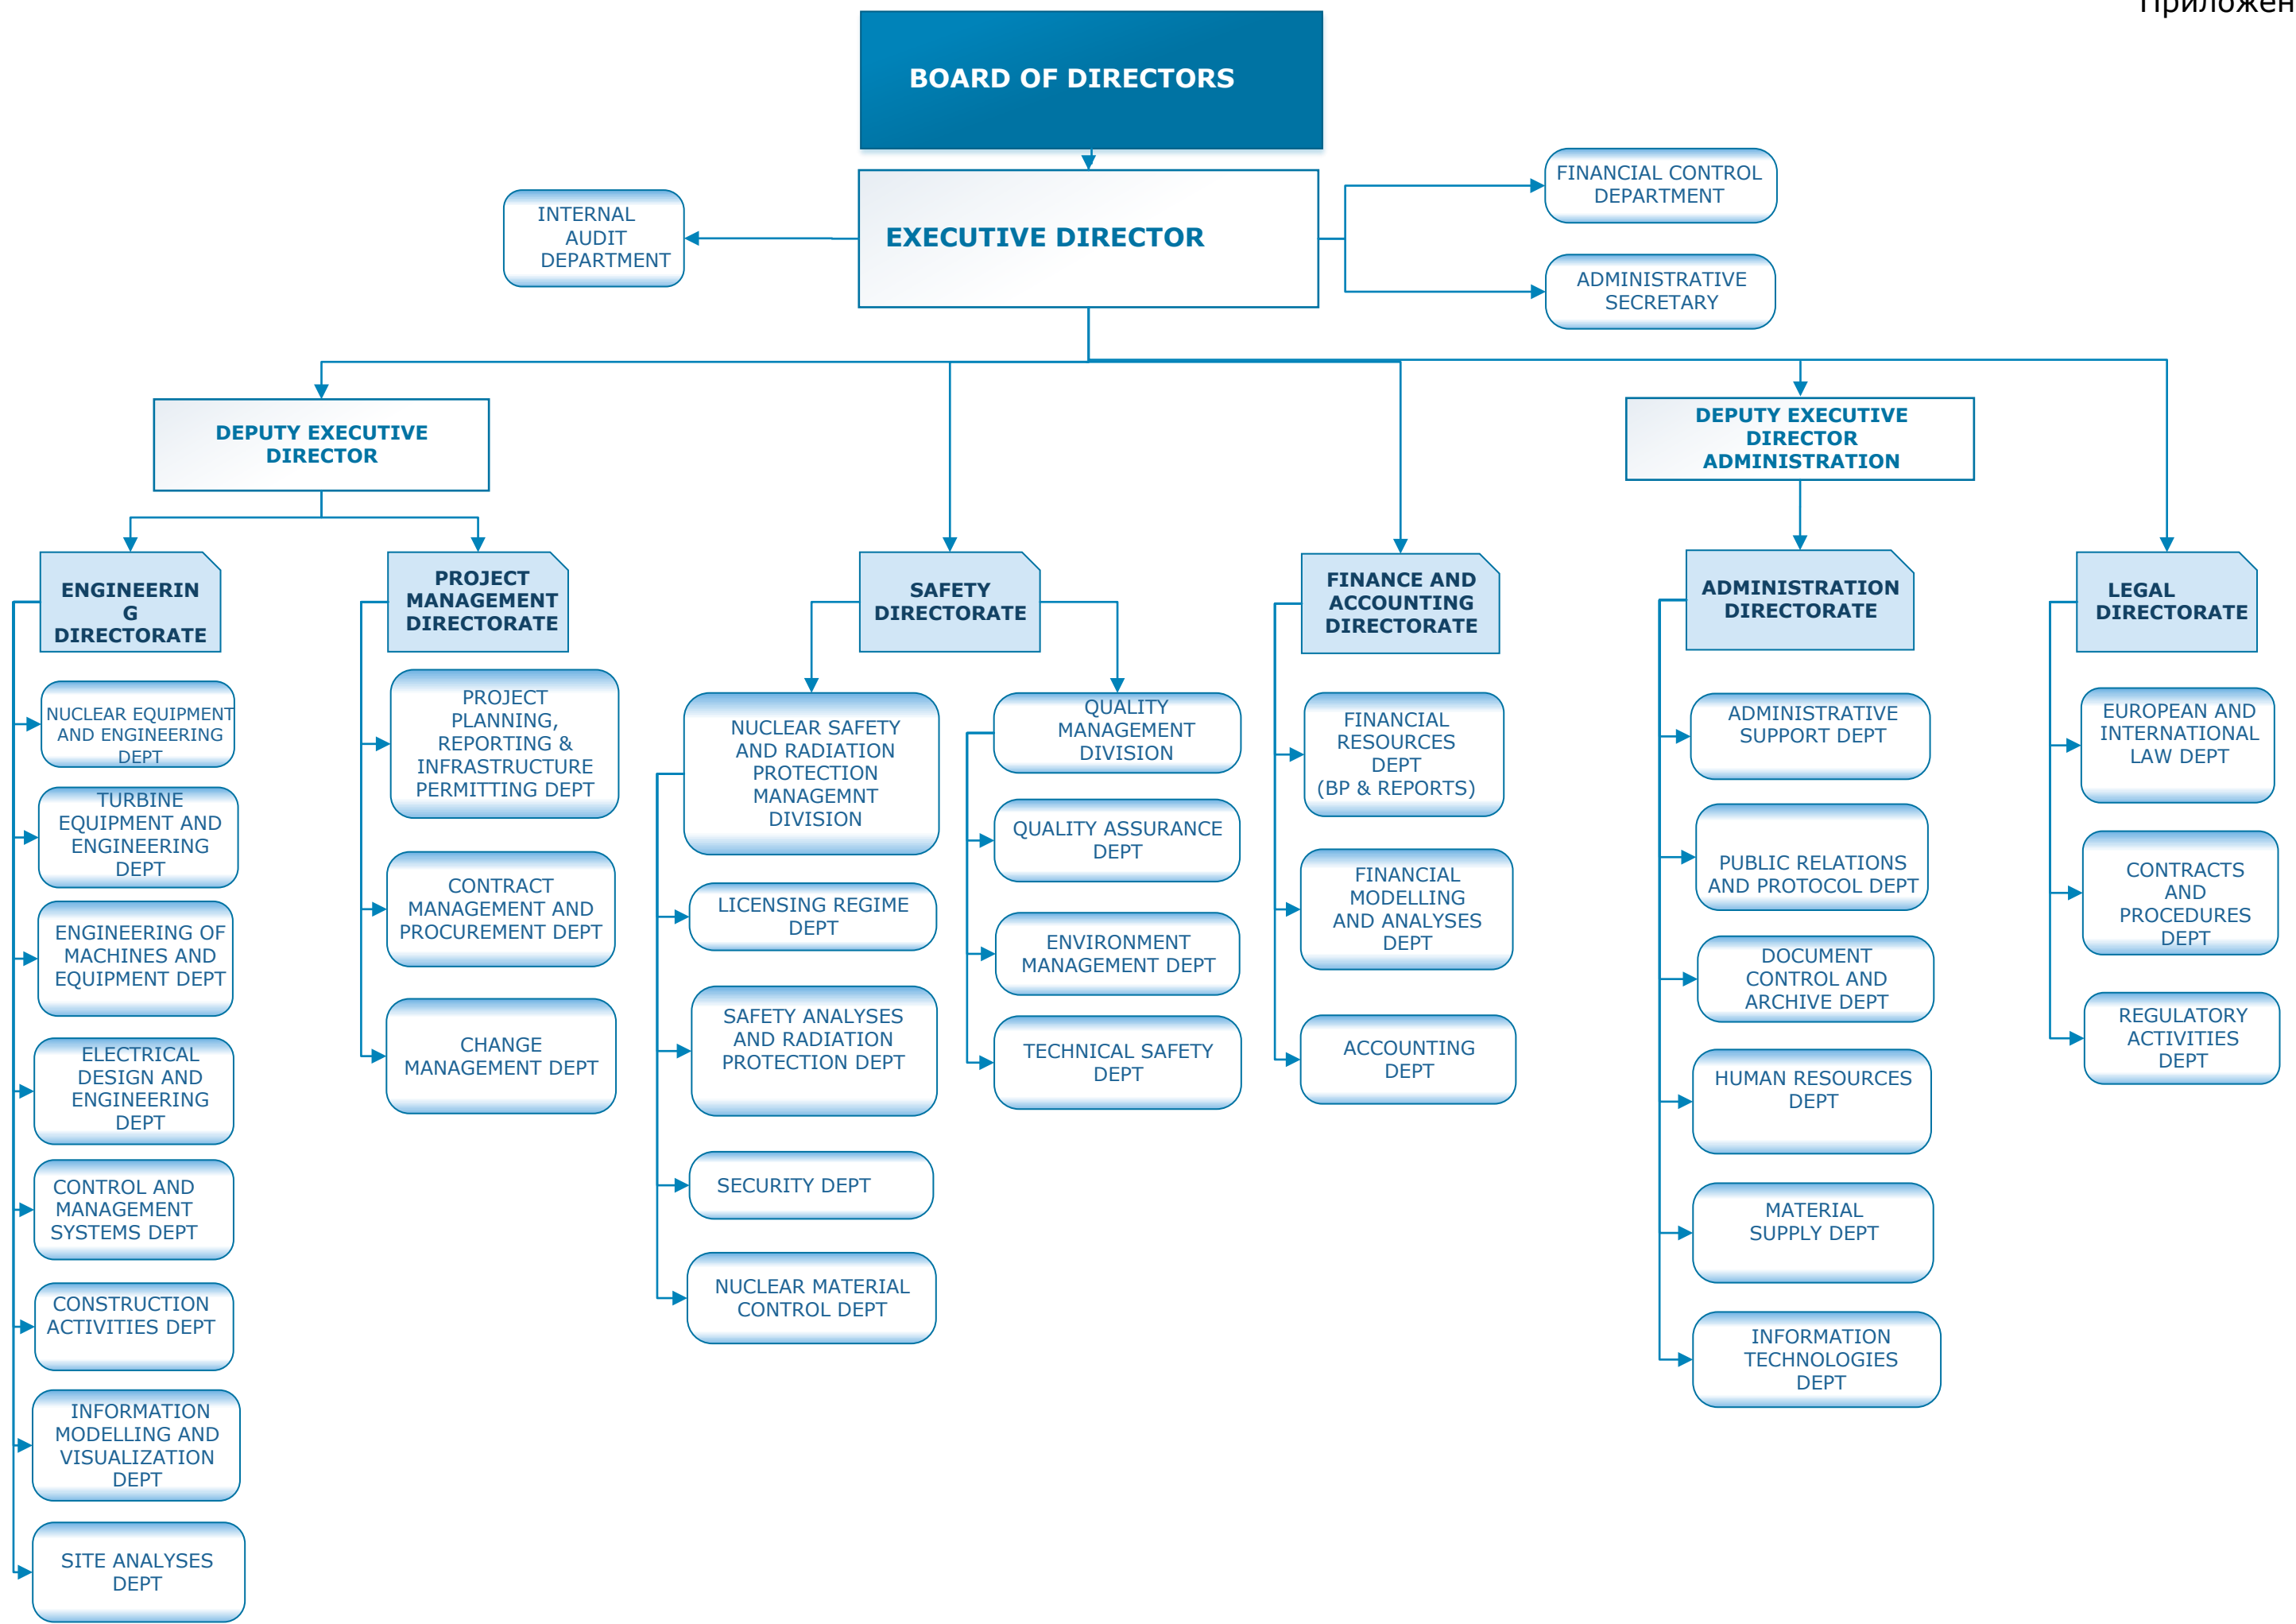 Приложен
BOARD OF DIRECTORS
EXECUTIVE DIRECTOR
INTERNAL
AUDIT
DEPARTMENT
FINANCIAL CONTROL
DEPARTMENT
ADMINISTRATIVE
SECRETARY
DEPUTY EXECUTIVE
DIRECTOR
DEPUTY EXECUTIVE
DIRECTOR
ADMINISTRATION
ENGINEERIN
G
DIRECTORATE
NUCLEAR EQUIPMENT
AND ENGINEERING
DEPT
TURBINE
EQUIPMENT AND
ENGINEERING
DEPT
ENGINEERING OF
MACHINES AND
EQUIPMENT DEPT
ELECTRICAL
DESIGN AND
ENGINEERING
DEPT
CONTROL AND
MANAGEMENT
SYSTEMS DEPT
CONSTRUCTION
ACTIVITIES DEPT
INFORMATION
MODELLING AND
VISUALIZATION
DEPT
SITE ANALYSES
DEPT
PROJECT
MANAGEMENT
DIRECTORATE
PROJECT
PLANNING,
REPORTING &
INFRASTRUCTURE
PERMITTING DEPT
CONTRACT
MANAGEMENT AND
PROCUREMENT DEPT
CHANGE
MANAGEMENT DEPT
SAFETY
DIRECTORATE
NUCLEAR SAFETY
AND RADIATION
PROTECTION
MANAGEMNT
DIVISION
LICENSING REGIME
DEPT
SAFETY ANALYSES
AND RADIATION
PROTECTION DEPT
SECURITY DEPT
NUCLEAR MATERIAL
CONTROL DEPT
QUALITY
MANAGEMENT
DIVISION
QUALITY ASSURANCE
DEPT
ENVIRONMENT
MANAGEMENT DEPT
TECHNICAL SAFETY
DEPT
FINANCE AND
ACCOUNTING
DIRECTORATE
FINANCIAL
RESOURCES
DEPT
(BP & REPORTS)
FINANCIAL
MODELLING
AND ANALYSES
DEPT
ACCOUNTING
DEPT
ADMINISTRATION
DIRECTORATE
ADMINISTRATIVE
SUPPORT DEPT
PUBLIC RELATIONS
AND PROTOCOL DEPT
DOCUMENT
CONTROL AND
ARCHIVE DEPT
HUMAN RESOURCES
DEPT
MATERIAL
SUPPLY DEPT
INFORMATION
TECHNOLOGIES
DEPT
LEGAL
DIRECTORATE
EUROPEAN AND
INTERNATIONAL
LAW DEPT
CONTRACTS
AND
PROCEDURES
DEPT
REGULATORY
ACTIVITIES
DEPT